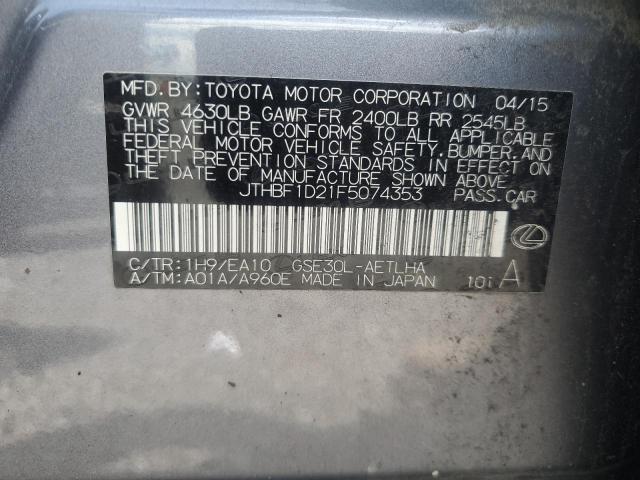 MFD.BY:TOYOTA MOTOR CORPORATION 04/15
GVWR 4630LB GAWR FR 2400LB RR 2545LB
THIS VEHICLE CONFORMS TO ALL APPLICABLE
FEDERAL MOTOR VEHICLE SAFETY,BUMPER,AND
THEFT PREVENTION STANDARDS IN EFFECT ON
THE DATE OF MANUFACTURE SHOWN ABOVE.
JTHBF1D21F5074353 PASS.CAR
C/TR:1H9/EA10 GSE30L-AETLHA
A/TM:A01A/A960E MADE IN JAPAN 101 A